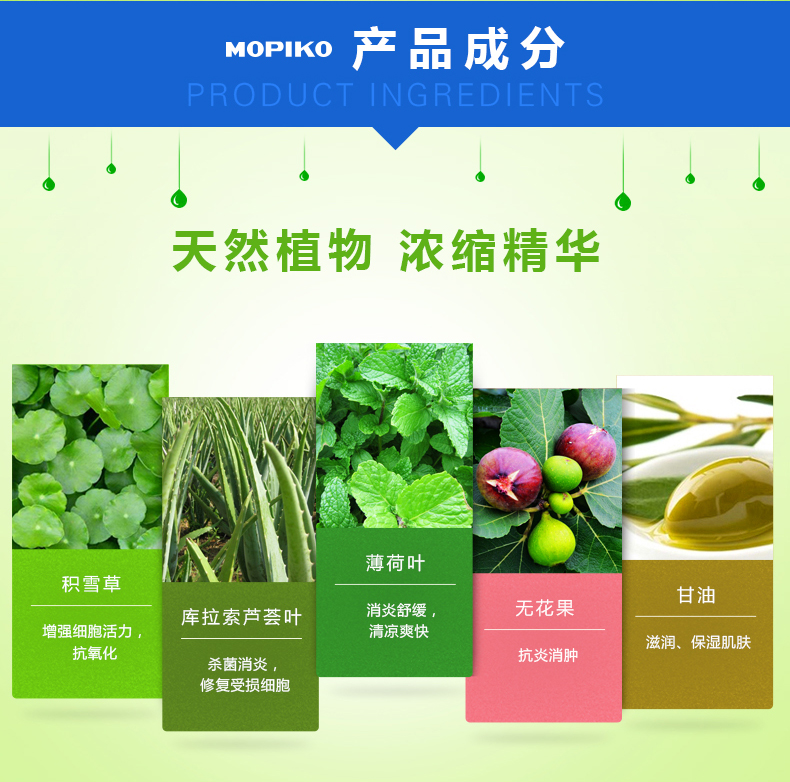 MOPIKO 产品成分
PRODUCT INGREDIENTS
天然植物 浓缩精华
积雪草
增强细胞活力，
抗氧化
库拉索芦荟叶
杀菌消炎，
修复受损细胞
薄荷叶
消炎舒缓，
清凉爽快
无花果
抗炎消肿
甘油
滋润、保湿肌肤